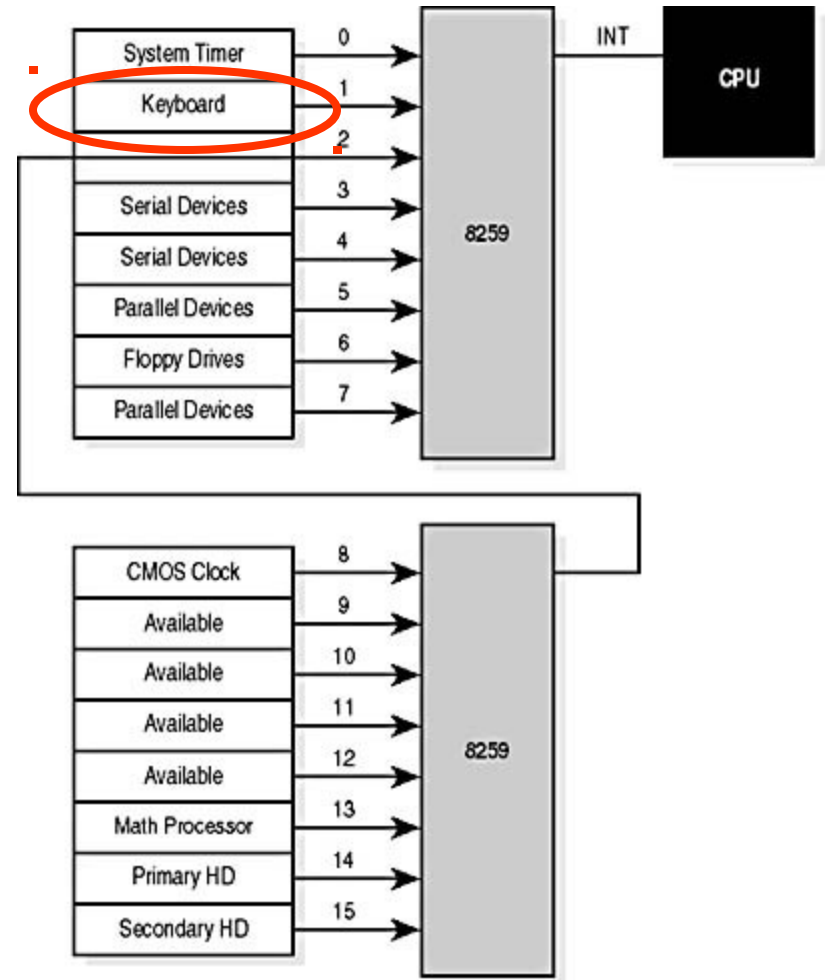 0
INT
System Timer
CPU
1
Keyboard
2
3
Serial Devices
8259
4
Serial Devices
5
Parallel Devices
6
Floppy Drives
7
Parallel Devices
8
CMOS Clock
9
Available
10
Available
11
Available
8259
12
Available
13
Math Processor
14
Primary HD
15
Secondary HD